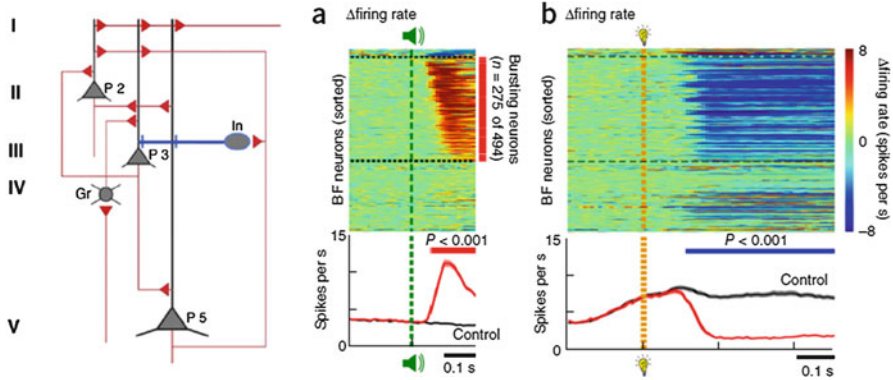 I
II
III
IV
V
P 2
P 3
In
Gr
P 5
a
Δfiring rate
BF neurons (sorted)
Bursting neurons
(n = 275 of 494)
15
0
Spikes per s
P < 0.001
Control
0.1 s
b
Δfiring rate
BF neurons (sorted)
8
0
−8
Δfiring rate (spikes per s)
15
0
Spikes per s
P < 0.001
Control
0.1 s